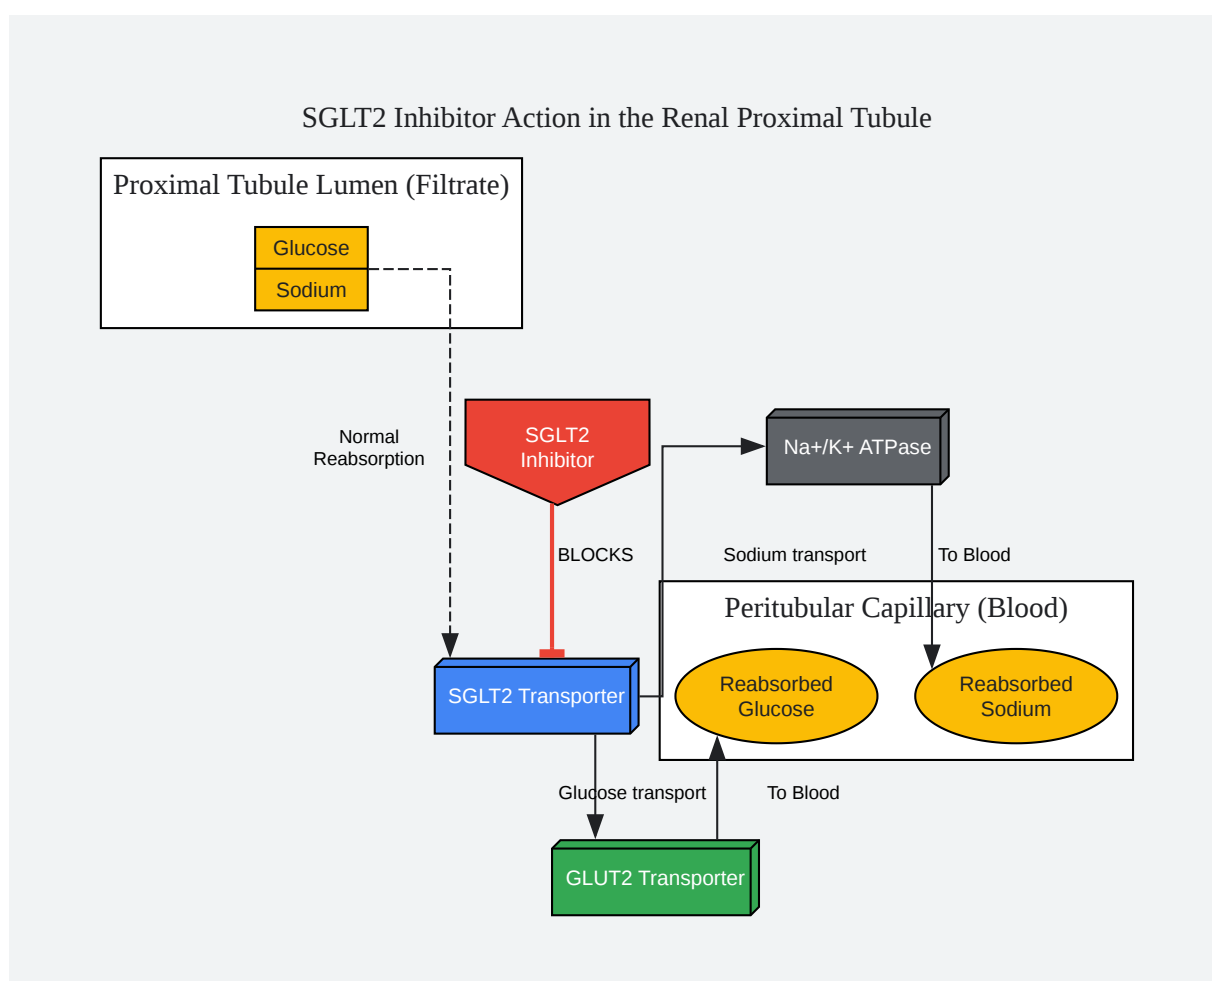 SGLT2 Inhibitor Action in the Renal Proximal Tubule
Proximal Tubule Lumen (Filtrate)
Glucose
Sodium
Normal
Reabsorption
SGLT2
Inhibitor
Na+/K+ ATPase
BLOCKS
Sodium transport
To Blood
Peritubular Capillary (Blood)
SGLT2 Transporter
Reabsorbed
Glucose
Reabsorbed
Sodium
Glucose transport
To Blood
GLUT2 Transporter